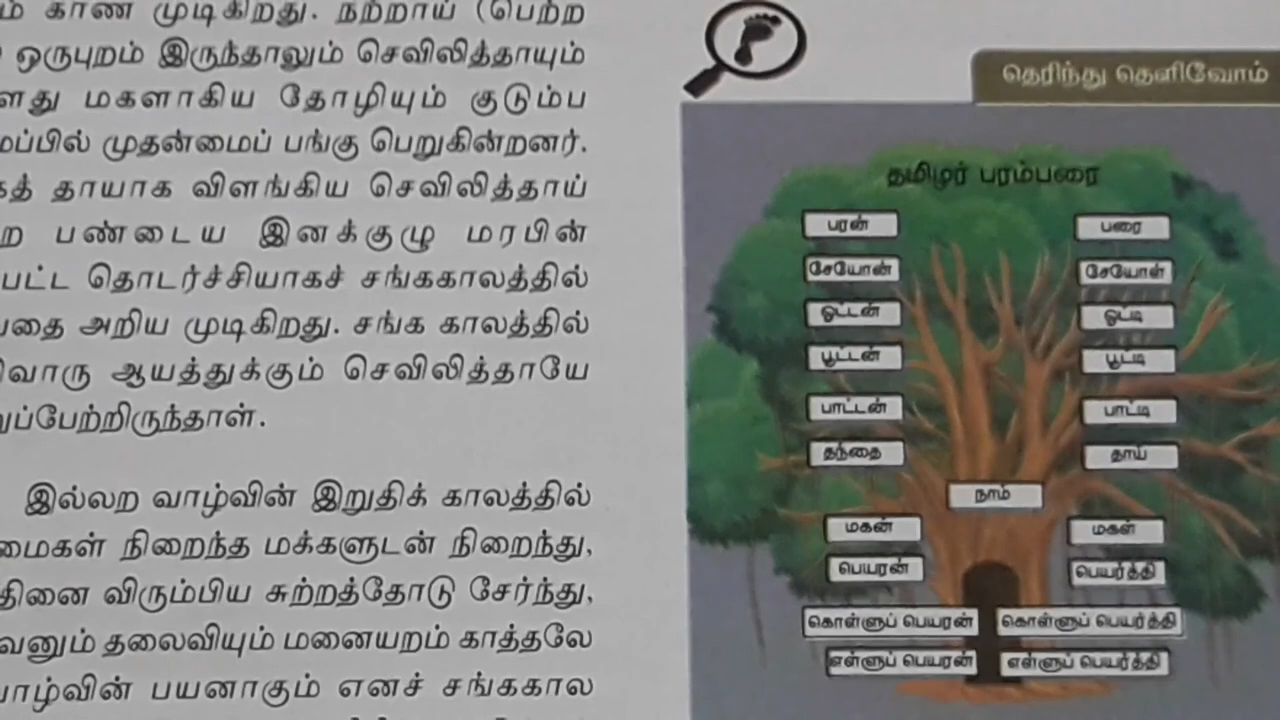 காண முடிகிறது. நற்றாய் (பெற்ற
ஒருபுறம் இருந்தாலும் செவிலித்தாயும்
ளது மகளாகிய தோழியும் குடும்ப
மப்பில் முதன்மைப் பங்கு பெறுகின்றனர்.
கத் தாயாக விளங்கிய செவிலித்தாய்
ற பண்டைய இனக்குழு மரபின்
பட்ட தொடர்ச்சியாகச் சங்ககாலத்தில்
பதை அறிய முடிகிறது. சங்க காலத்தில்
வொரு ஆயத்துக்கும் செவிலித்தாயே
றுப்பேற்றிருந்தாள்.
இல்லற வாழ்வின் இறுதிக் காலத்தில்
மைகள் நிறைந்த மக்களுடன் நிறைந்து,
தினை விரும்பிய சுற்றத்தோடு சேர்ந்து,
வனும் தலைவியும் மனையறம் காத்தலே
வாழ்வின் பயனாகும் எனச் சங்ககால
தெரிந்து தெளிவோம்
தமிழர் பரம்பரை
பரன் பரை
சேயோன் சேயோள்
ஓட்டன் ஓட்டி
பூட்டன் பூட்டி
பாட்டன் பாட்டி
தந்தை தாய்
நாம்
மகன் மகள்
பெயரன் பெயர்த்தி
கொள்ளுப் பெயரன் கொள்ளுப் பெயர்த்தி
எள்ளுப் பெயரன் எள்ளுப் பெயர்த்தி